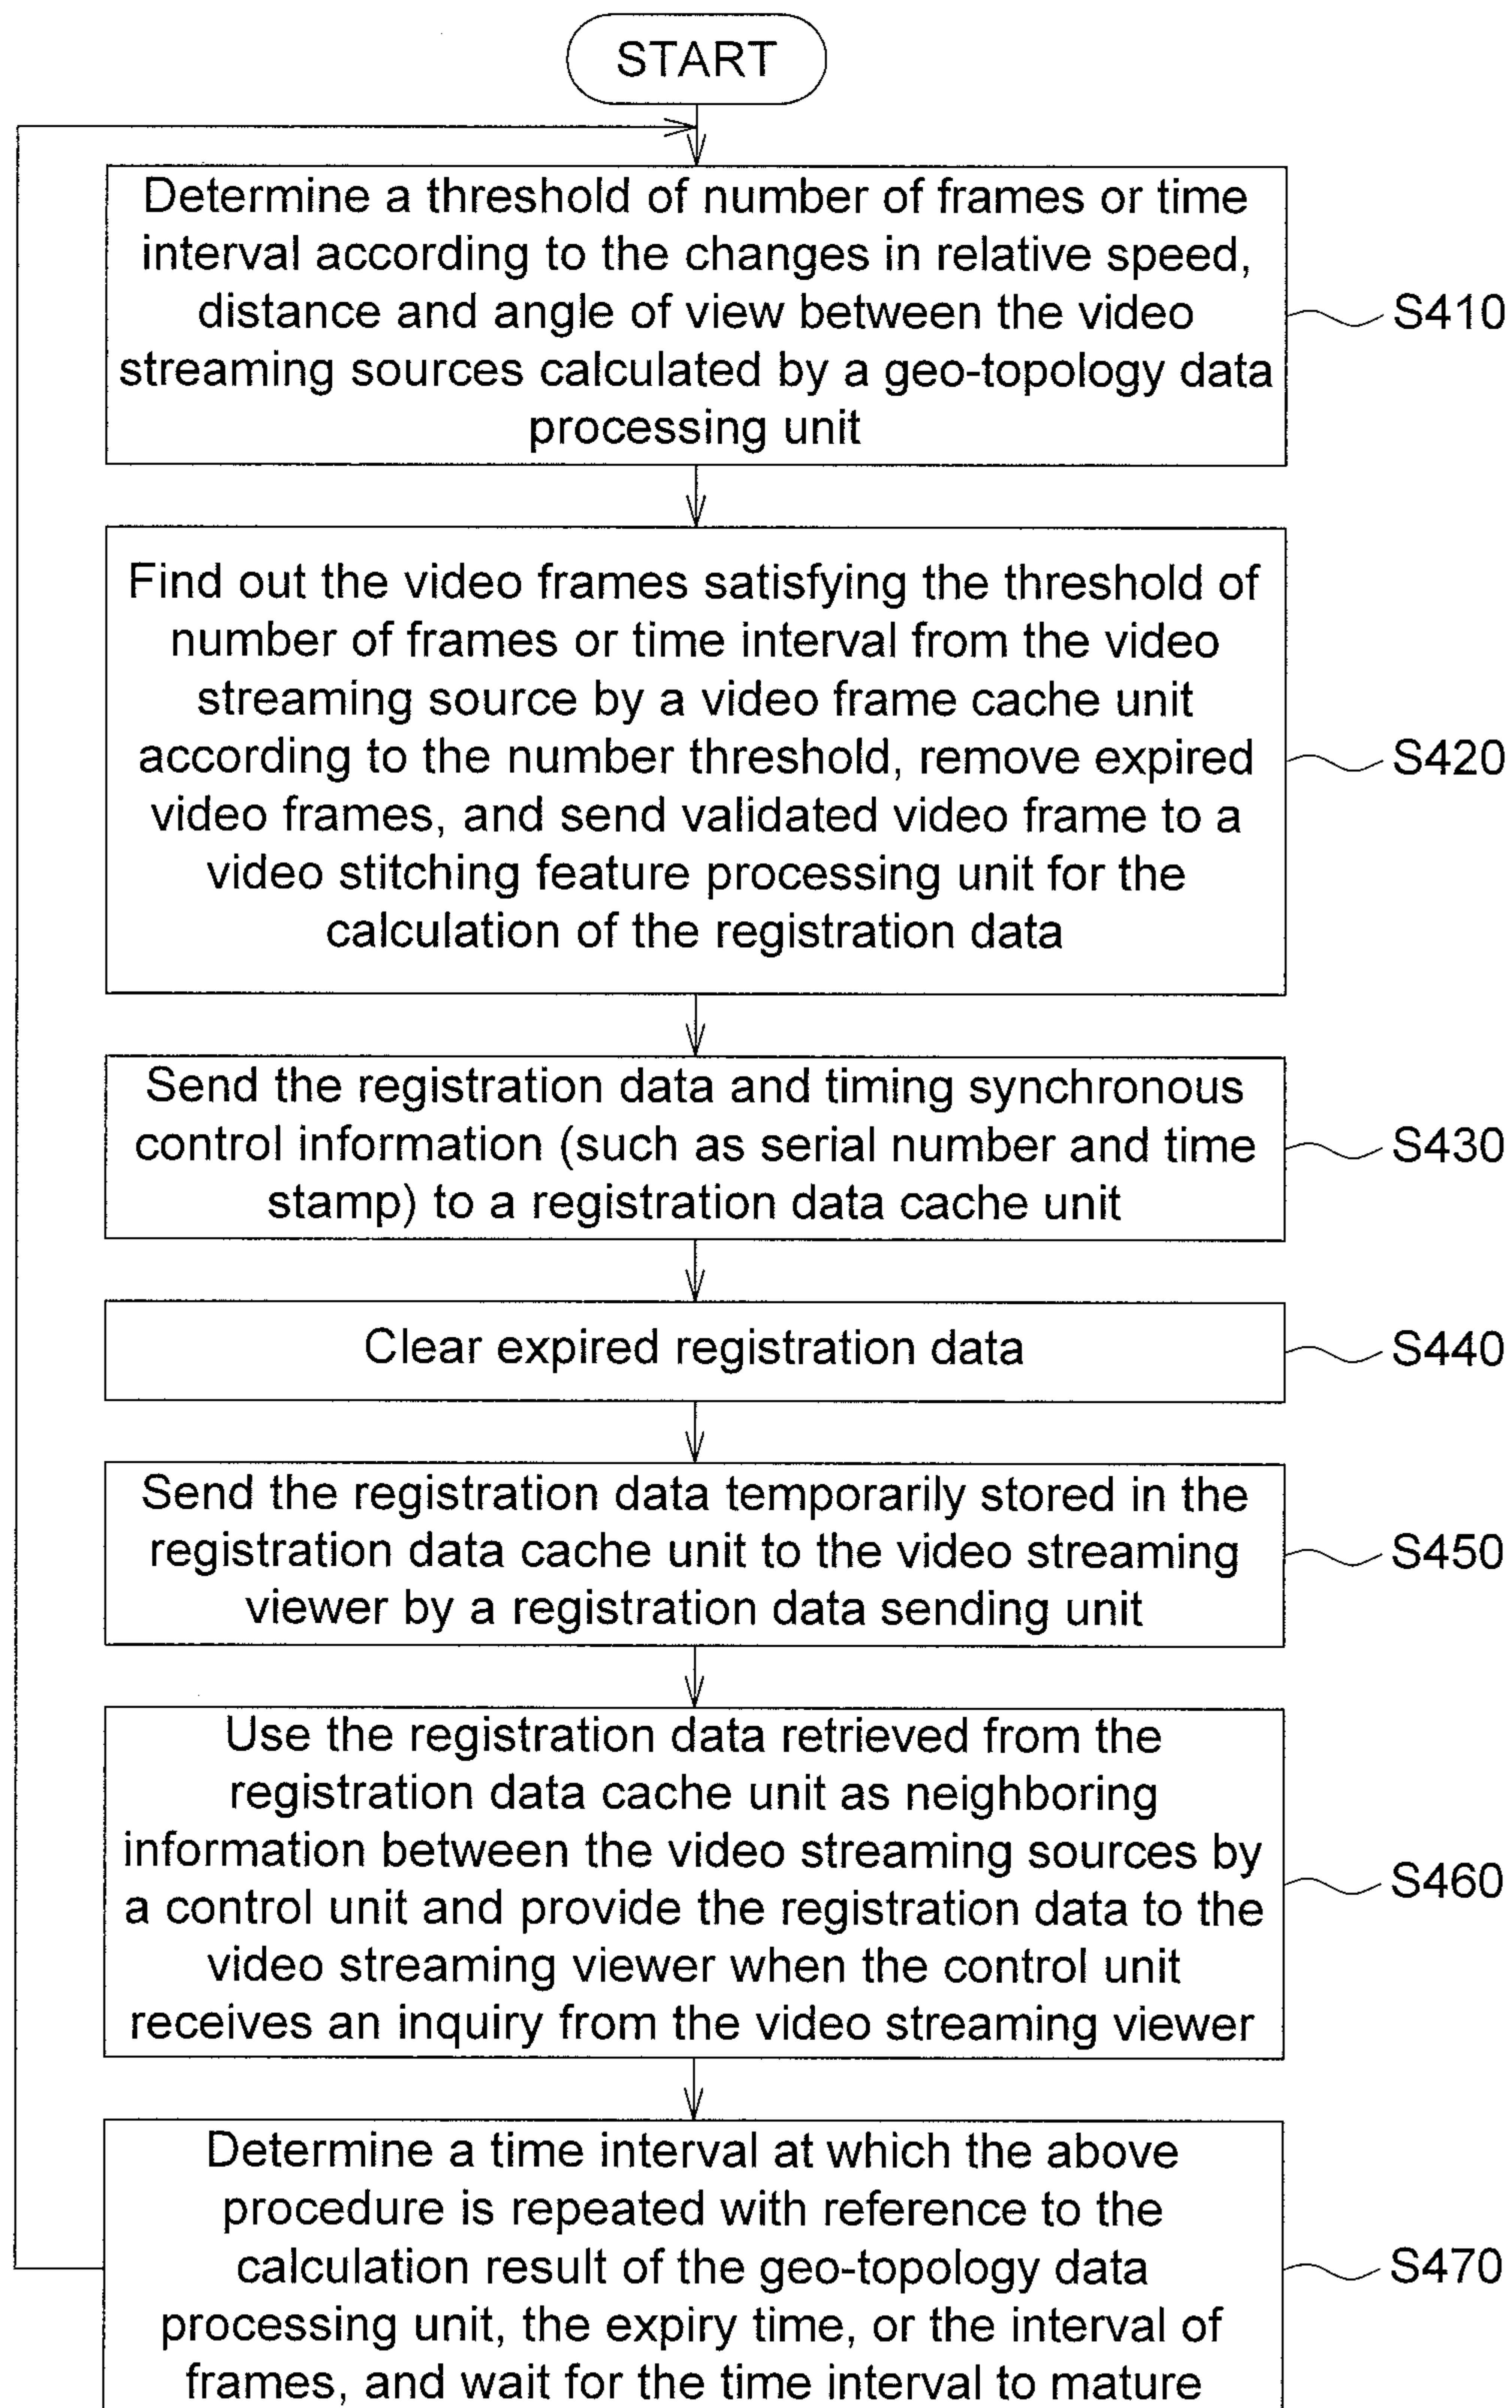 START
Determine a threshold of number of frames or time
interval according to the changes in relative speed,
distance and angle of view between the video
streaming sources calculated by a geo-topology data
processing unit
S410
Find out the video frames satisfying the threshold of
number of frames or time interval from the video
streaming source by a video frame cache unit
according to the number threshold, remove expired
video frames, and send validated video frame to a
video stitching feature processing unit for the
calculation of the registration data
S420
Send the registration data and timing synchronous
control information (such as serial number and time
stamp) to a registration data cache unit
S430
Clear expired registration data
S440
Send the registration data temporarily stored in the
registration data cache unit to the video streaming
viewer by a registration data sending unit
S450
Use the registration data retrieved from the
registration data cache unit as neighboring
information between the video streaming sources by
a control unit and provide the registration data to the
video streaming viewer when the control unit
receives an inquiry from the video streaming viewer
S460
Determine a time interval at which the above
procedure is repeated with reference to the
calculation result of the geo-topology data
processing unit, the expiry time, or the interval of
frames, and wait for the time interval to mature
S470